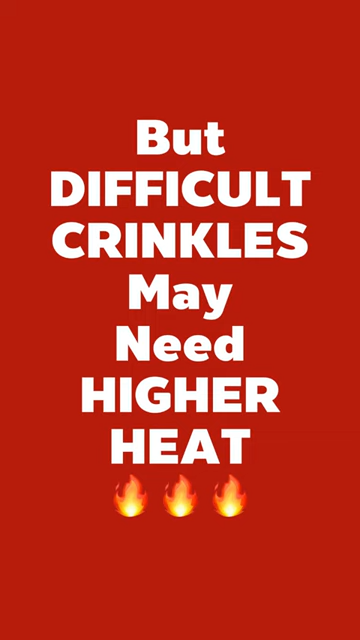 But
DIFFICULT
CRINKLES
May
Need
HIGHER
HEAT
🔥🔥🔥